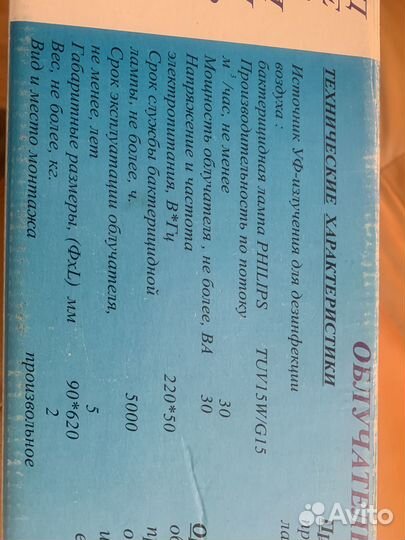 ОБЛУЧАТЕЛ
ТЕХНИЧЕСКИЕ ХАРАКТЕРИСТИКИ
Источник УФ-излучения для дезинфекции
воздуха :
бактерицидная лампа PHILIPS TUV15W/G15
Производительность по потоку
м³/час, не менее 30
Мощность облучателя , не более, ВА 30
Напряжение и частота
электропитания, В*Гц 220*50
Срок службы бактерицидной
лампы, не более, ч. 5000
Срок эксплуатации облучателя,
не менее, лет 5
Габаритные размеры, (ФхL) мм 90*620
Вес, не более, кг. 2
Вид и место монтажа произвольное
Avito